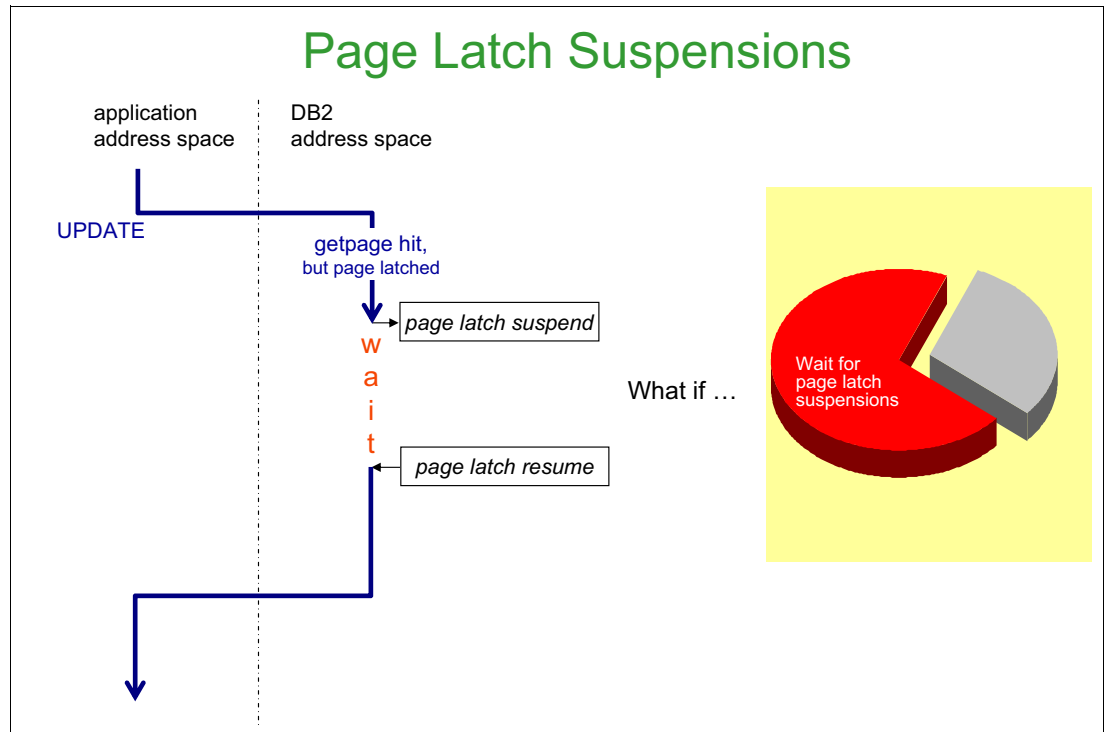 Page Latch Suspensions
application
address space
DB2
address space
UPDATE
getpage hit,
but page latched
page latch suspend
w
a
i
t
page latch resume
What if …
Wait for
page latch
suspensions